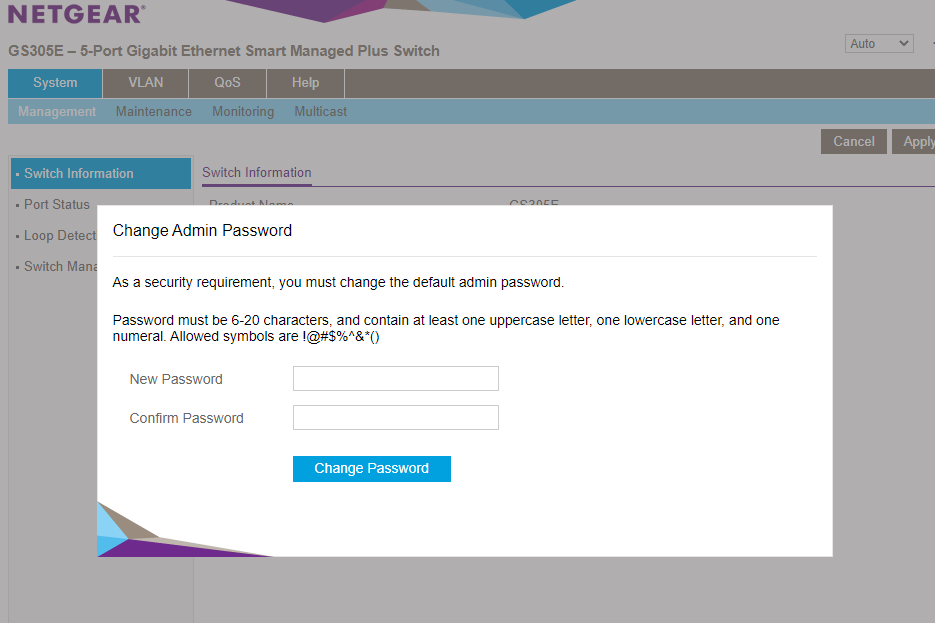 NETGEAR®
GS305E – 5-Port Gigabit Ethernet Smart Managed Plus Switch
Auto
System VLAN QoS Help
Management Maintenance Monitoring Multicast
Cancel Apply
Switch Information
Switch Information
Port Status
Product Name GS305E
Loop Detect
Switch Mana
Change Admin Password
As a security requirement, you must change the default admin password.
Password must be 6-20 characters, and contain at least one uppercase letter, one lowercase letter, and one
numeral. Allowed symbols are !@#$%^&*()
New Password
Confirm Password
Change Password